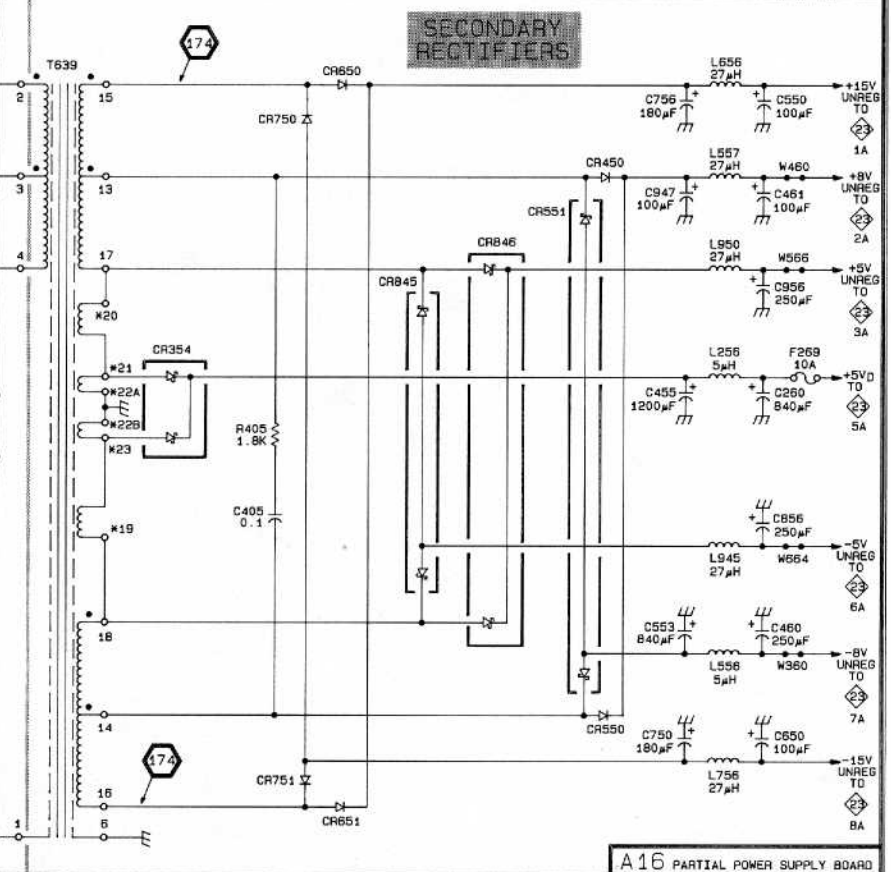 SECONDARY
RECTIFIERS
174
T639
CR650
L656
27µH
2
15
CR750
C756
180µF
+
C550
100µF
+
+15V
UNREG
TO
23
1A
3
13
CR450
L557
27µH
W460
CR551
C947
100µF
+
C461
100µF
+
+8V
UNREG
TO
23
2A
4
17
CR846
L950
27µH
W566
CR845
C956
250µF
+
+5V
UNREG
TO
23
3A
*20
CR354
*21
*22A
*22B
*23
L256
5µH
F269
10A
C455
1200µF
+
C260
840µF
+
+5VD
TO
23
5A
R405
1.8K
C405
0.1
*19
C856
250µF
+
L945
27µH
W664
-5V
UNREG
TO
23
6A
18
C553
840µF
+
C460
250µF
+
L556
5µH
W360
-8V
UNREG
TO
23
7A
14
CR550
174
C750
180µF
+
C650
100µF
+
CR751
L756
27µH
-15V
UNREG
TO
23
8A
16
CR651
1
6
A16 PARTIAL POWER SUPPLY BOARD